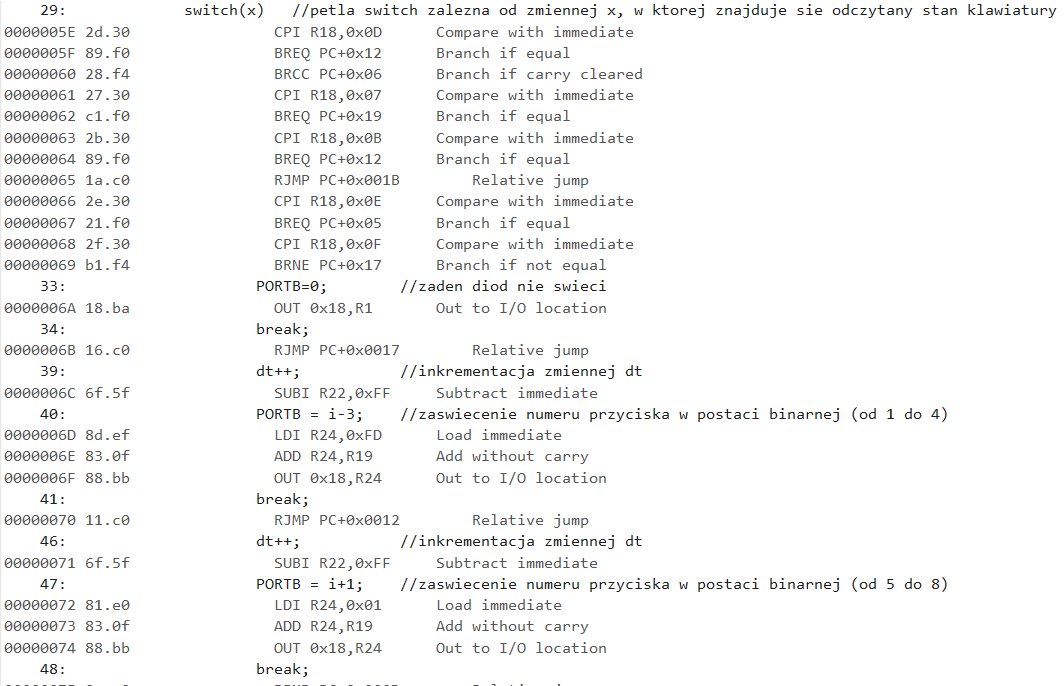 29: switch(x) //petla switch zalezna od zmiennej x, w ktorej znajduje sie odczytany stan klawiatury
0000005E 2d.30 CPI R18,0x0D Compare with immediate
0000005F 89.f0 BREQ PC+0x12 Branch if equal
00000060 28.f4 BRCC PC+0x06 Branch if carry cleared
00000061 27.30 CPI R18,0x07 Compare with immediate
00000062 c1.f0 BREQ PC+0x19 Branch if equal
00000063 2b.30 CPI R18,0x0B Compare with immediate
00000064 89.f0 BREQ PC+0x12 Branch if equal
00000065 1a.c0 RJMP PC+0x001B Relative jump
00000066 2e.30 CPI R18,0x0E Compare with immediate
00000067 21.f0 BREQ PC+0x05 Branch if equal
00000068 2f.30 CPI R18,0x0F Compare with immediate
00000069 b1.f4 BRNE PC+0x17 Branch if not equal
33: PORTB=0; //zaden diod nie swieci
0000006A 18.ba OUT 0x18,R1 Out to I/O location
34: break;
0000006B 16.c0 RJMP PC+0x0017 Relative jump
39: dt++; //inkrementacja zmiennej dt
0000006C 6f.5f SUBI R22,0xFF Subtract immediate
40: PORTB = i-3; //zaswiecenie numeru przyciska w postaci binarnej (od 1 do 4)
0000006D 8d.ef LDI R24,0xFD Load immediate
0000006E 83.0f ADD R24,R19 Add without carry
0000006F 88.bb OUT 0x18,R24 Out to I/O location
41: break;
00000070 11.c0 RJMP PC+0x0012 Relative jump
46: dt++; //inkrementacja zmiennej dt
00000071 6f.5f SUBI R22,0xFF Subtract immediate
47: PORTB = i+1; //zaswiecenie numeru przyciska w postaci binarnej (od 5 do 8)
00000072 81.e0 LDI R24,0x01 Load immediate
00000073 83.0f ADD R24,R19 Add without carry
00000074 88.bb OUT 0x18,R24 Out to I/O location
48: break;